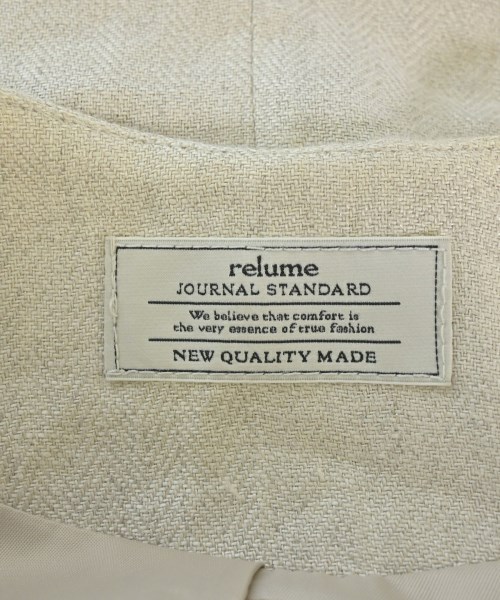 relume
JOURNAL STANDARD
We believe that comfort is
the very essence of true fashion
NEW QUALITY MADE